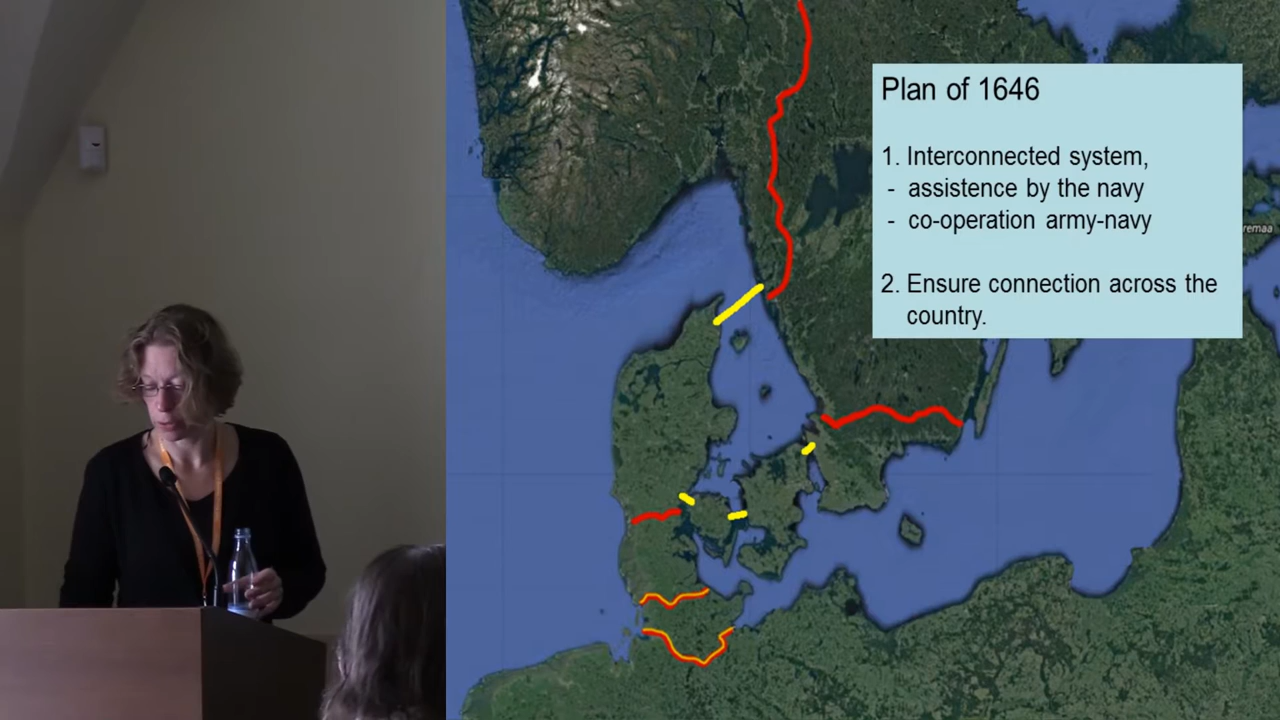 Plan of 1646
1. Interconnected system,
- assistence by the navy
- co-operation army-navy
2. Ensure connection across the
country.
remaa